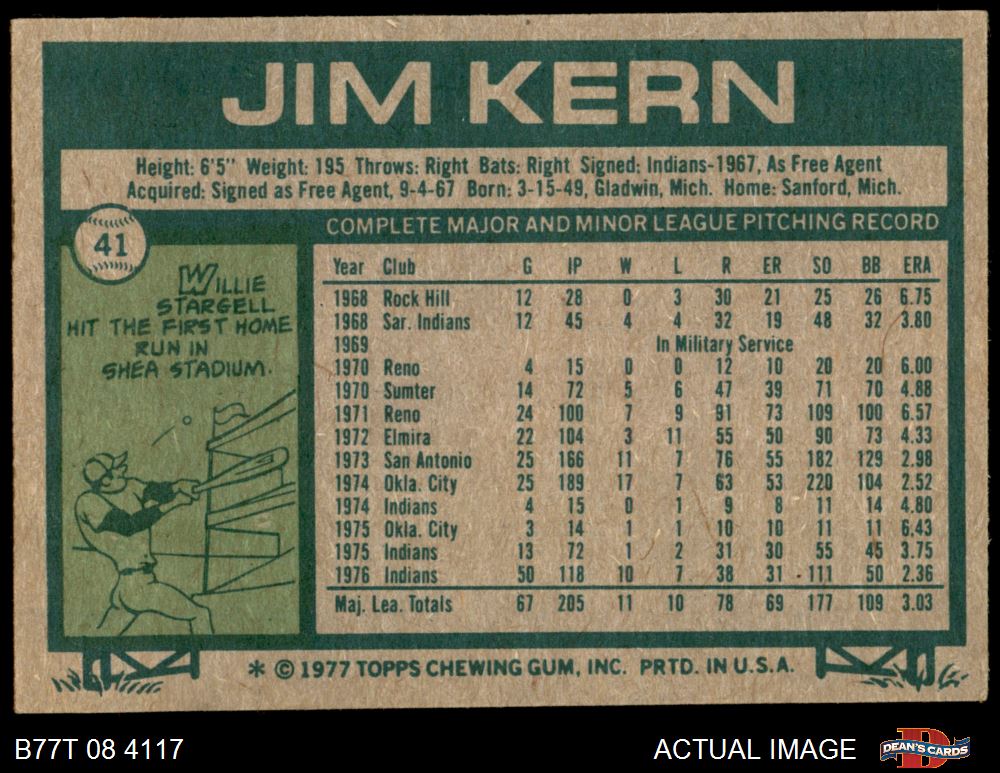 JIM KERN
Height: 6'5" Weight: 195 Throws: Right Bats: Right Signed: Indians-1967, As Free Agent
Acquired: Signed as Free Agent, 9-4-67 Born: 3-15-49, Gladwin, Mich. Home: Sanford, Mich.
41
WILLIE
STARGELL
HIT THE FIRST HOME
RUN IN
SHEA STADIUM.
COMPLETE MAJOR AND MINOR LEAGUE PITCHING RECORD
Year Club G IP W L R ER SO BB ERA
1968 Rock Hill 12 28 0 3 30 21 25 26 6.75
1968 Sar. Indians 12 45 4 4 32 19 48 32 3.80
1969 In Military Service
1970 Reno 4 15 0 0 12 10 20 20 6.00
1970 Sumter 14 72 5 6 47 39 71 70 4.88
1971 Reno 24 100 7 9 91 73 109 100 6.57
1972 Elmira 22 104 3 11 55 50 90 73 4.33
1973 San Antonio 25 166 11 7 76 55 182 129 2.98
1974 Okla. City 25 189 17 7 63 53 220 104 2.52
1974 Indians 4 15 0 1 9 8 11 14 4.80
1975 Okla. City 3 14 1 1 10 10 11 11 6.43
1975 Indians 13 72 1 2 31 30 55 45 3.75
1976 Indians 50 118 10 7 38 31 111 50 2.36
Maj. Lea. Totals 67 205 11 10 78 69 177 109 3.03
* © 1977 TOPPS CHEWING GUM, INC. PRTD. IN U.S.A.
B77T 08 4117
ACTUAL IMAGE
DEAN'S CARDS